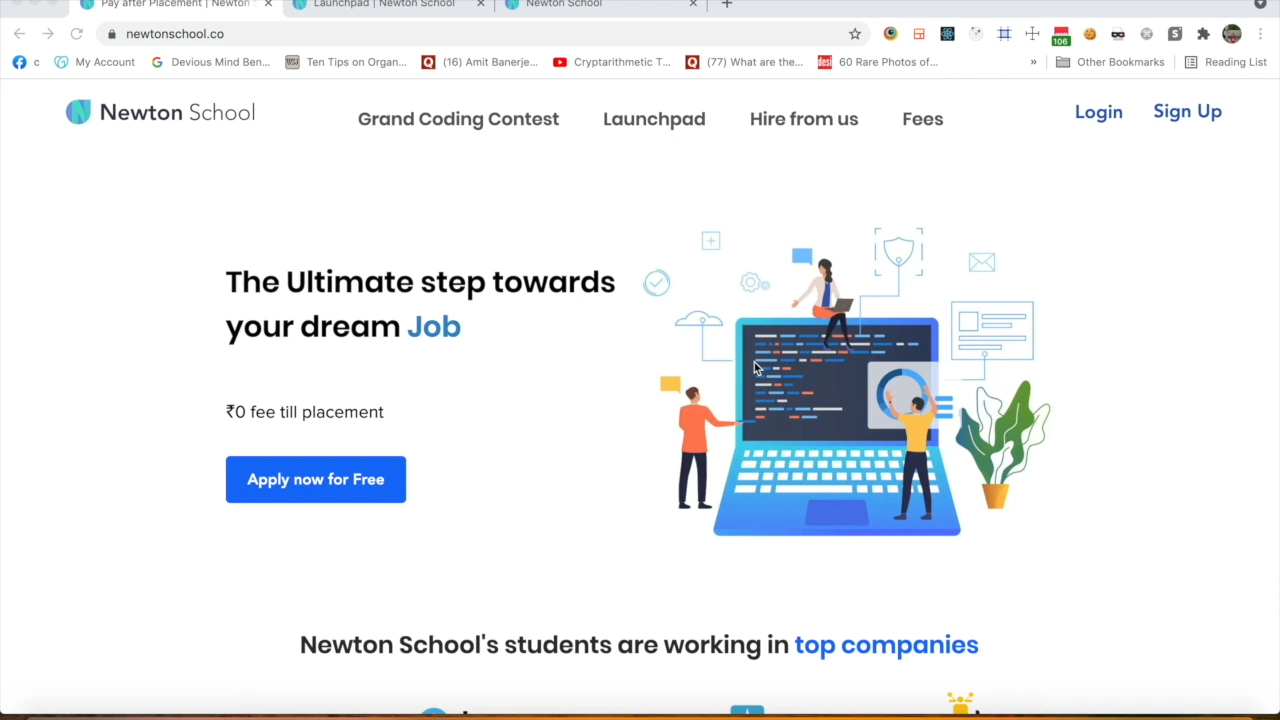 Pay after Placement | Newton
Launchpad | Newton School
Newton School
newtonschool.co
106
c
My Account
Devious Mind Ben...
Ten Tips on Organ...
(16) Amit Banerje...
Cryptarithmetic T...
(77) What are the...
desi
60 Rare Photos of...
»
Other Bookmarks
Reading List
Newton School
Grand Coding Contest
Launchpad
Hire from us
Fees
Login
Sign Up
The Ultimate step towards
your dream Job
₹0 fee till placement
Apply now for Free
Newton School's students are working in top companies